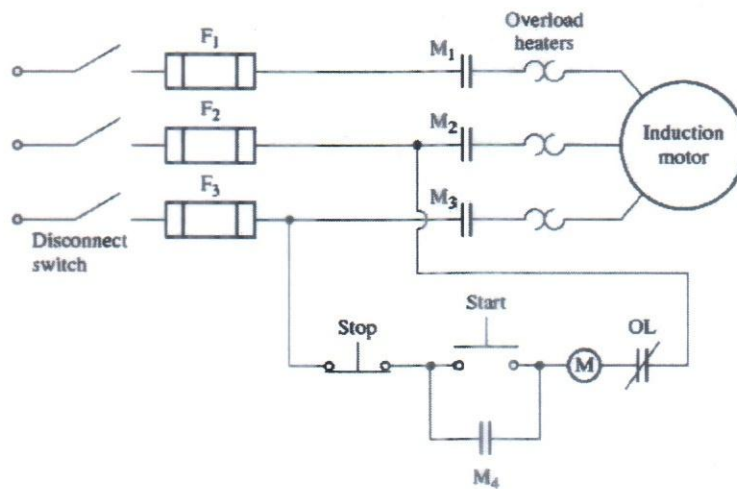 Overload
heaters
F₁
M₁
F₂
M₂
Induction
motor
F₃
M₃
Disconnect
switch
Start
Stop
OL
M
M₄